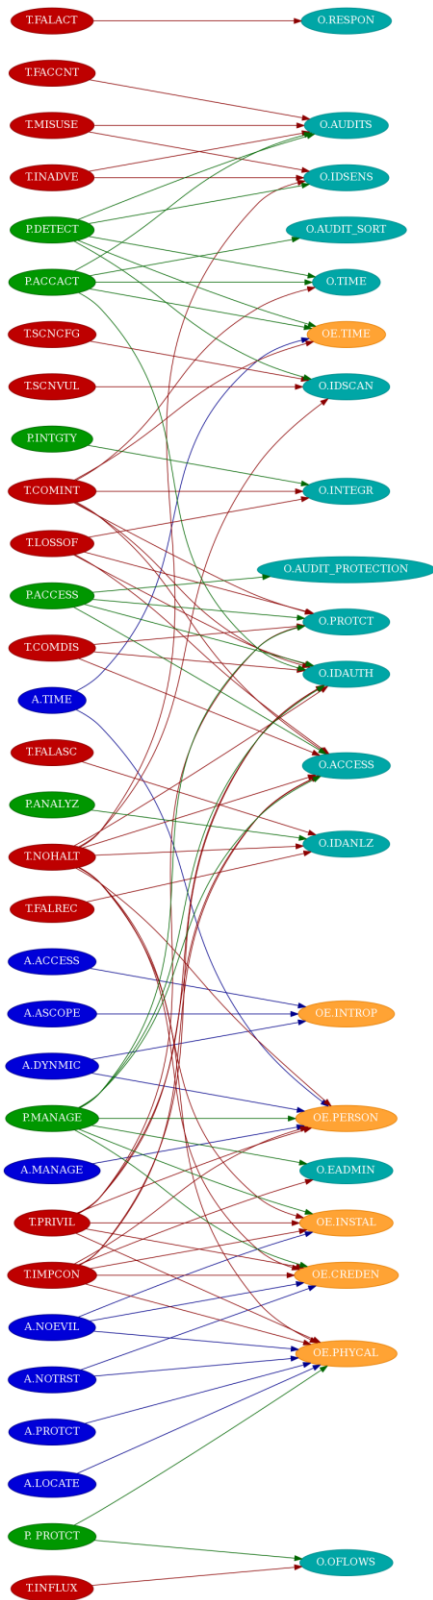 T.FALACT
O.RESPON
T.FACCNT
T.MISUSE
O.AUDITS
T.INADVE
O.IDSENS
P.DETECT
O.AUDIT_SORT
P.ACCACT
O.TIME
T.SCNCFG
OE.TIME
T.SCNVUL
O.IDSCAN
P.INTGTY
T.COMINT
O.INTEGR
T.LOSSOF
O.AUDIT_PROTECTION
P.ACCESS
O.PROTCT
T.COMDIS
O.IDAUTH
A.TIME
T.FALASC
O.ACCESS
P.ANALYZ
O.IDANLZ
T.NOHALT
T.FALREC
A.ACCESS
A.ASCOPE
OE.INTROP
A.DYNMIC
P.MANAGE
OE.PERSON
A.MANAGE
O.EADMIN
T.PRIVIL
OE.INSTAL
T.IMPCON
OE.CREDEN
A.NOEVIL
OE.PHYCAL
A.NOTRST
A.PROTCT
A.LOCATE
P. PROTCT
O.OFLOWS
T.INFLUX